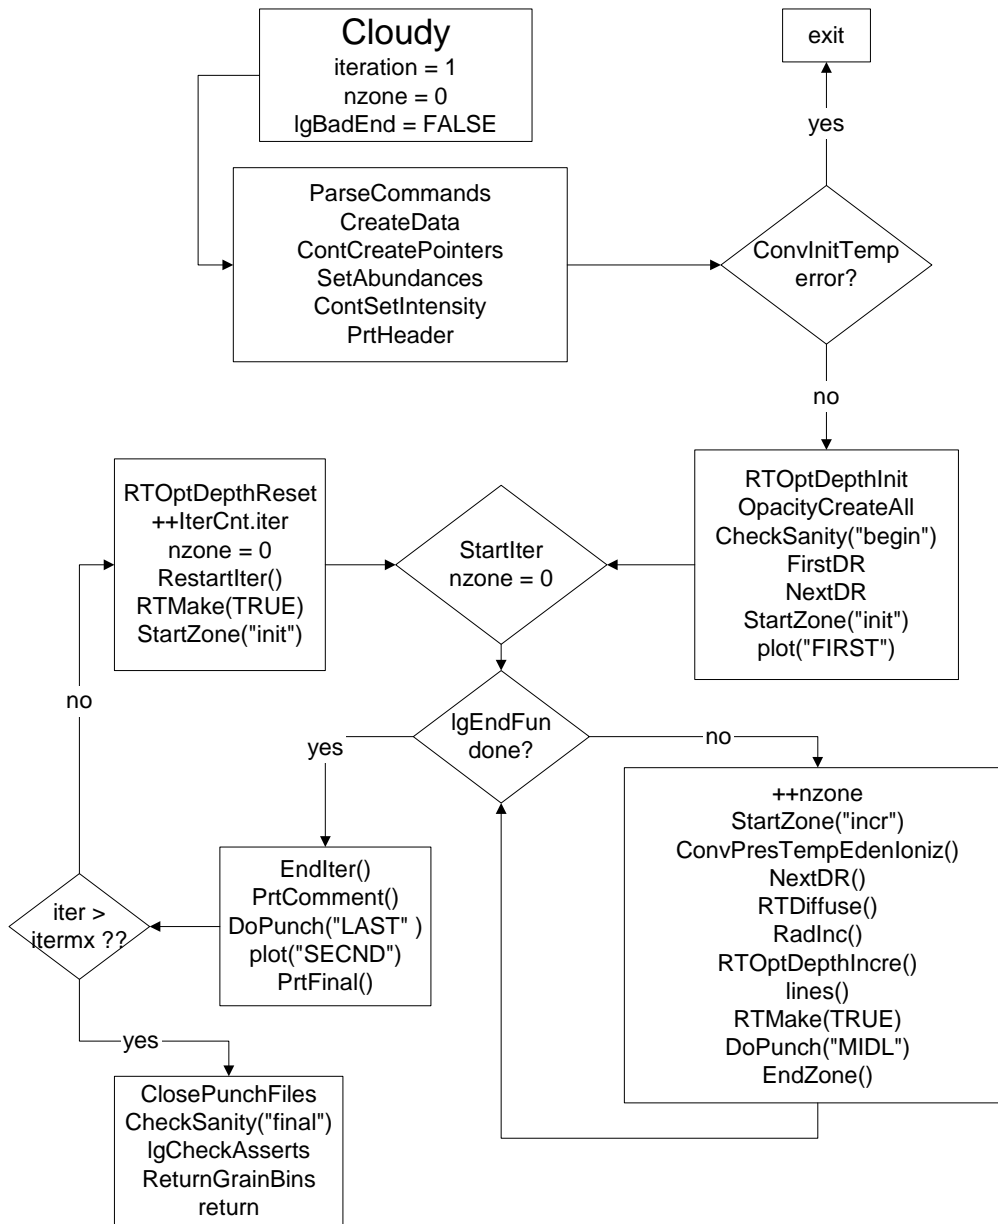 Cloudy
iteration = 1
nzone = 0
lgBadEnd = FALSE
exit
yes
ParseCommands
CreateData
ContCreatePointers
SetAbundances
ContSetIntensity
PrtHeader
ConvInitTemp
error?
no
RTOptDepthInit
OpacityCreateAll
CheckSanity("begin")
FirstDR
NextDR
StartZone("init")
plot("FIRST")
RTOptDepthReset
++IterCnt.iter
nzone = 0
RestartIter()
RTMake(TRUE)
StartZone("init")
StartIter
nzone = 0
no
lgEndFun
done?
yes
no
++nzone
StartZone("incr")
ConvPresTempEdenIoniz()
NextDR()
RTDiffuse()
RadInc()
RTOptDepthIncre()
lines()
RTMake(TRUE)
DoPunch("MIDL")
EndZone()
EndIter()
PrtComment()
DoPunch("LAST" )
plot("SECND")
PrtFinal()
iter >
itermx ??
yes
ClosePunchFiles
CheckSanity("final")
lgCheckAsserts
ReturnGrainBins
return